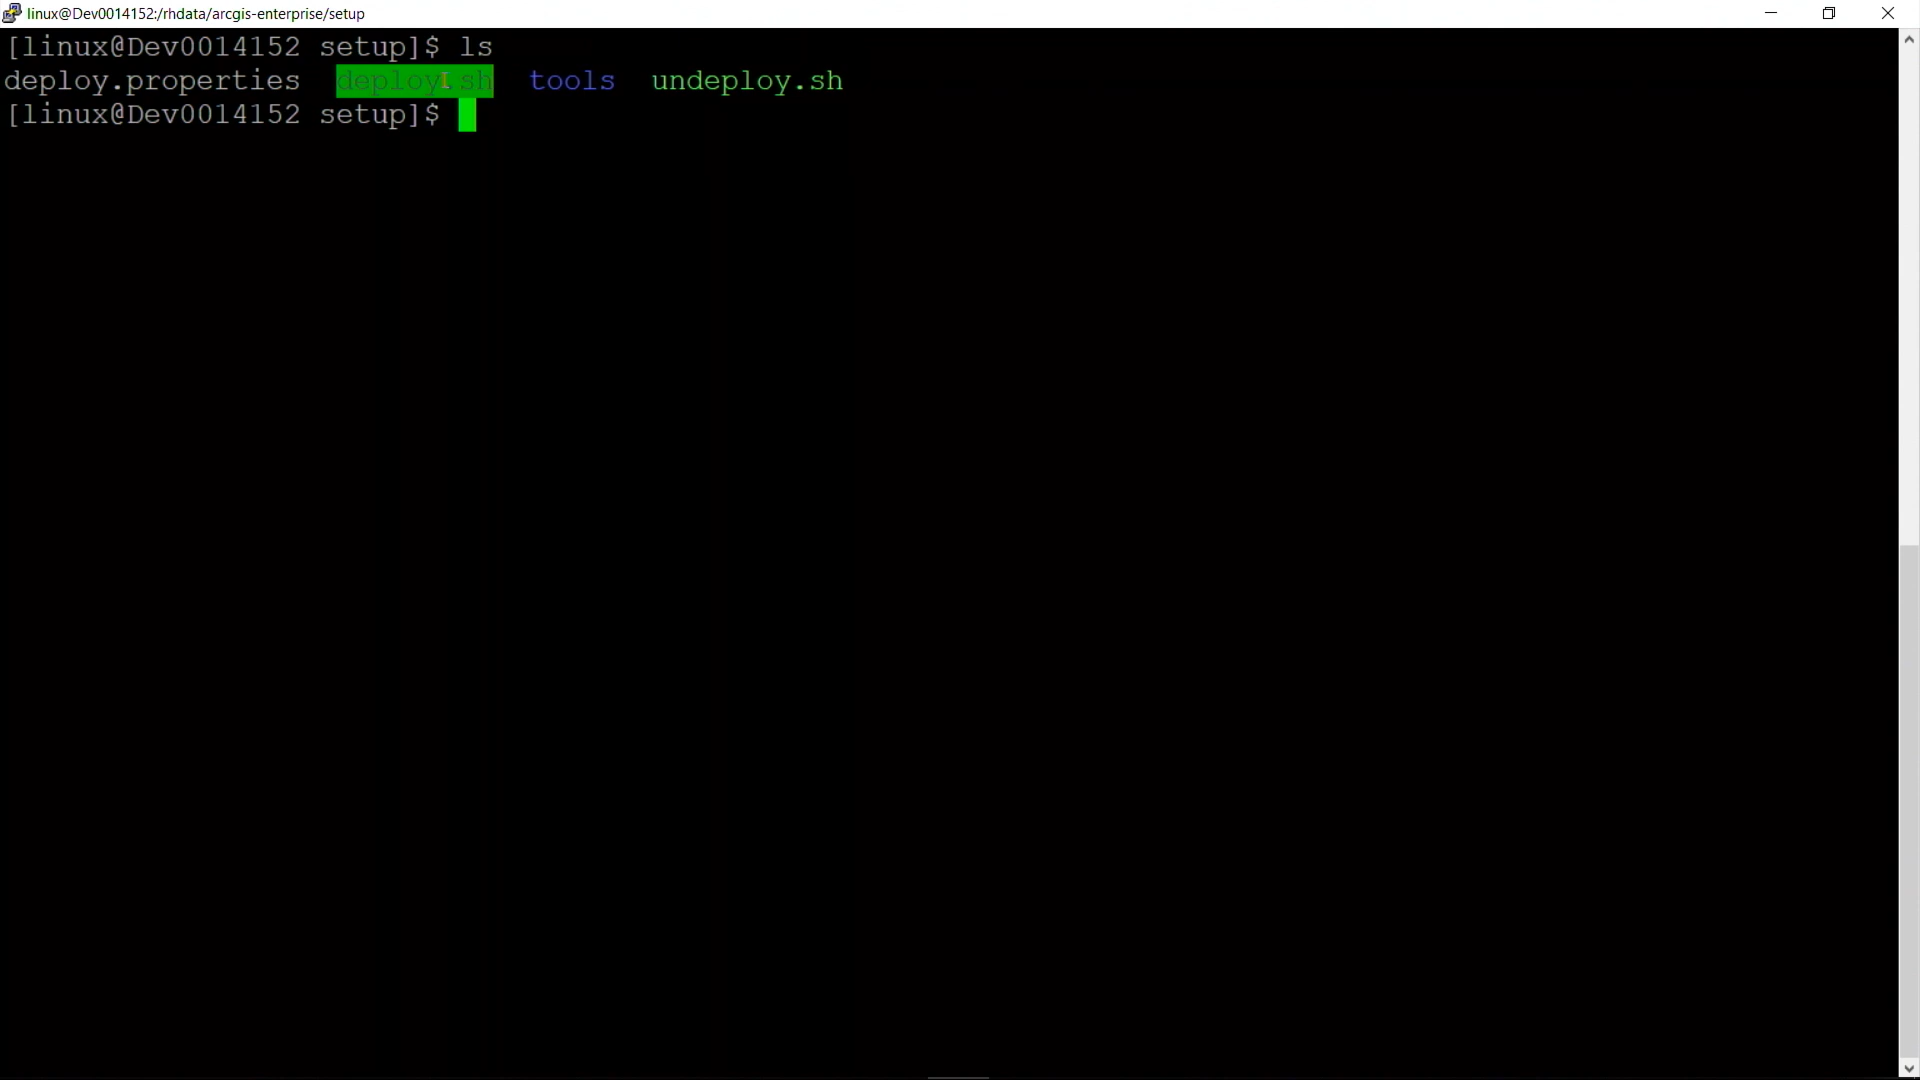 linux@Dev0014152:/rhdata/arcgis-enterprise/setup
[linux@Dev0014152 setup]$ ls
deploy.properties deploy.sh tools undeploy.sh
[linux@Dev0014152 setup]$